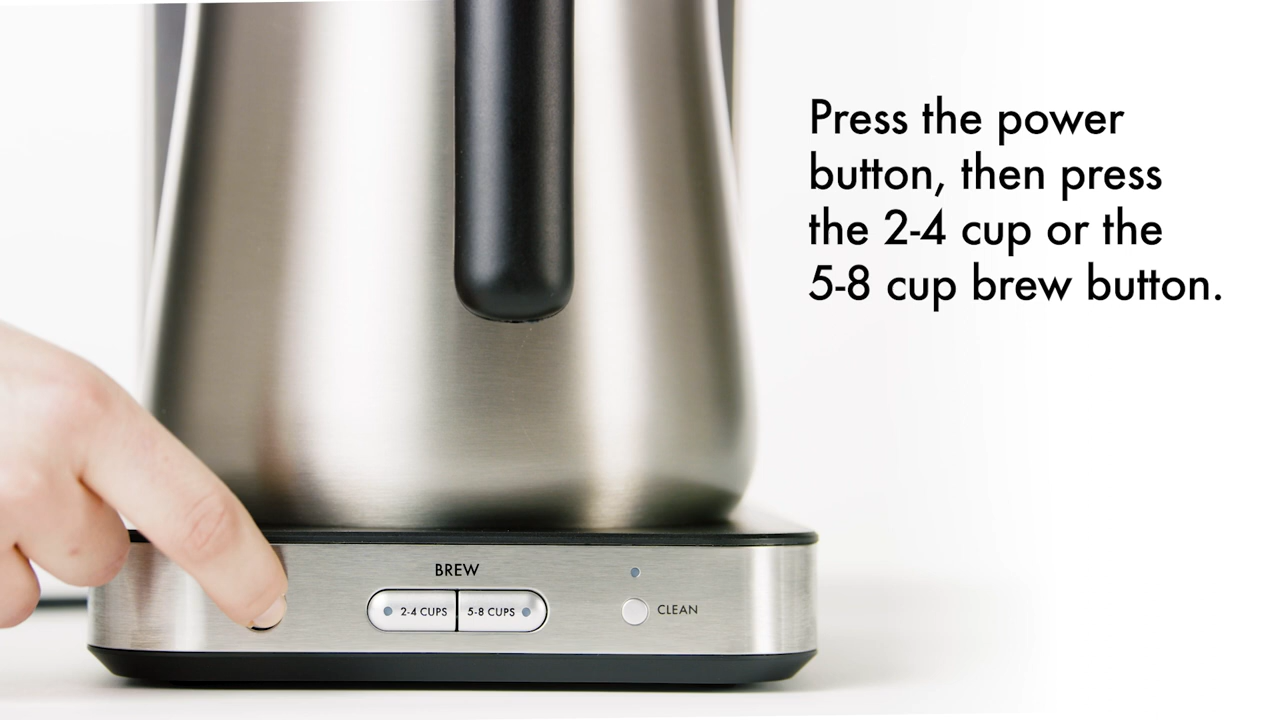 Press the power
button, then press
the 2-4 cup or the
5-8 cup brew button.
BREW
2-4 CUPS 5-8 CUPS
CLEAN